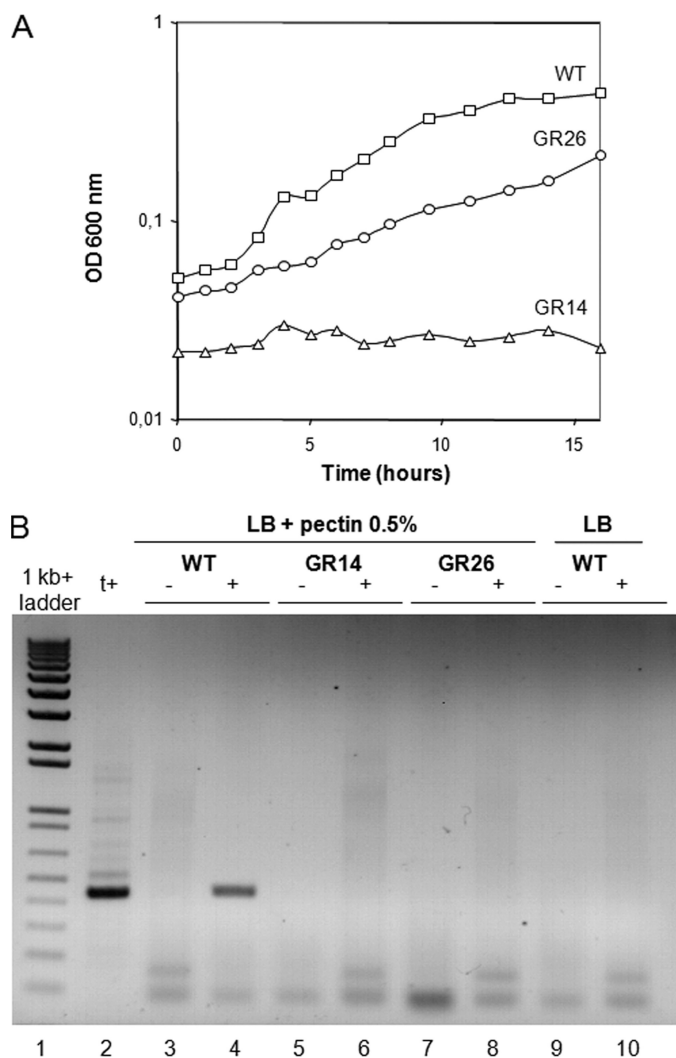 A
1
WT
GR26
OD 600 nm
0,1
GR14
0,01
0 5 10 15
Time (hours)
B
LB + pectin 0.5% LB
WT GR14 GR26 WT
1 kb+ t+ - + - + - + - +
ladder
1 2 3 4 5 6 7 8 9 10